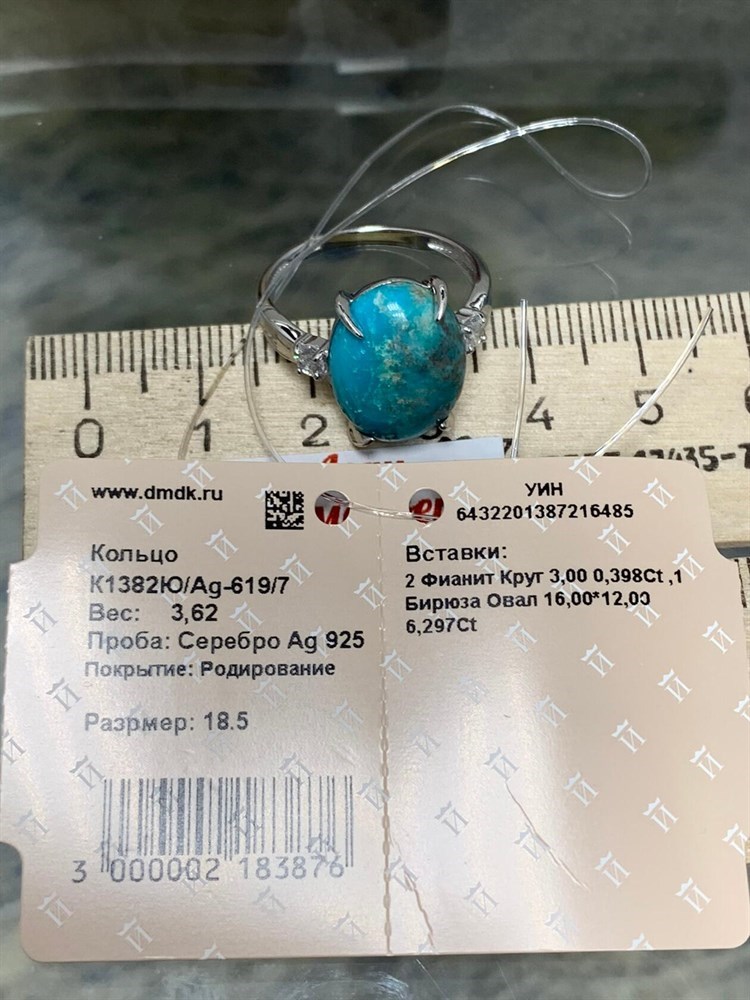 0 1 2 3 4 5
www.dmdk.ru
Кольцо
К1382Ю/Ag-619/7
Вес: 3,62
Проба: Серебро Ag 925
Покрытие: Родирование
Разрмер: 18.5
3 000002 183876
УИН
6432201387216485
Вставки:
2 Фианит Круг 3,00 0,398Ct ,1
Бирюза Овал 16,00*12,00
6,297Ct